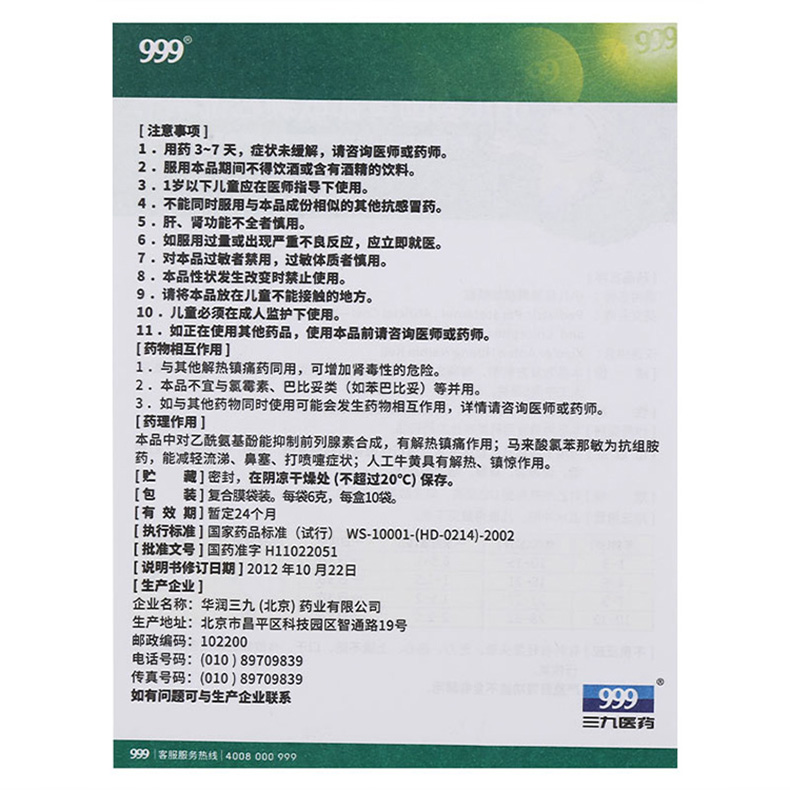 999®
999
[ 注意事项 ]
1 . 用药 3~7 天，症状未缓解，请咨询医师或药师。
2 . 服用本品期间不得饮酒或含有酒精的饮料。
3 . 1岁以下儿童应在医师指导下使用。
4 . 不能同时服用与本品成份相似的其他抗感冒药。
5 . 肝、肾功能不全者慎用。
6 . 如服用过量或出现严重不良反应，应立即就医。
7 . 对本品过敏者禁用，过敏体质者慎用。
8 . 本品性状发生改变时禁止使用。
9 . 请将本品放在儿童不能接触的地方。
10 . 儿童必须在成人监护下使用。
11 . 如正在使用其他药品，使用本品前请咨询医师或药师。
[ 药物相互作用 ]
1 . 与其他解热镇痛药同用，可增加肾毒性的危险。
2 . 本品不宜与氯霉素、巴比妥类（如苯巴比妥）等并用。
3 . 如与其他药物同时使用可能会发生药物相互作用，详情请咨询医师或药师。
[ 药理作用 ]
本品中对乙酰氨基酚能抑制前列腺素合成，有解热镇痛作用；马来酸氯苯那敏为抗组胺
药，能减轻流涕、鼻塞、打喷嚏症状；人工牛黄具有解热、镇惊作用。
[ 贮 藏 ] 密封，在阴凉干燥处 (不超过20℃) 保存。
[ 包 装 ] 复合膜袋装。每袋6克，每盒10袋。
[ 有 效 期 ] 暂定24个月
[ 执行标准 ] 国家药品标准（试行） WS-10001-(HD-0214)-2002
[ 批准文号 ] 国药准字 H11022051
[ 说明书修订日期 ] 2012 年 10 月 22日
[ 生产企业 ]
企业名称：华润三九 (北京) 药业有限公司
生产地址：北京市昌平区科技园区智通路19号
邮政编码：102200
电话号码：(010 ) 89709839
传真号码：(010 ) 89709839
如有问题可与生产企业联系
999®
三九医药
999 | 客服服务热线 | 4008 000 999